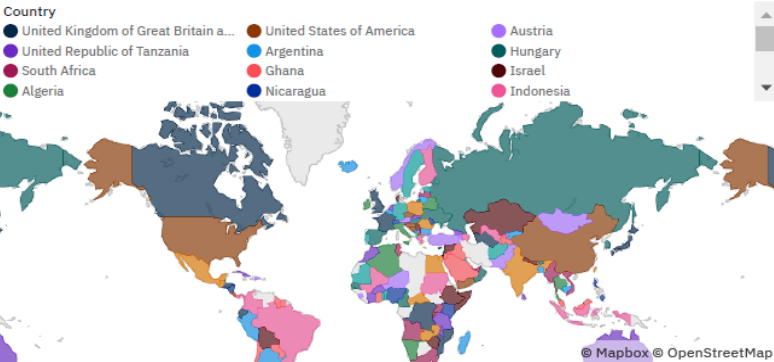 Country
United Kingdom of Great Britain a...
United States of America
Austria
United Republic of Tanzania
Argentina
Hungary
South Africa
Ghana
Israel
Algeria
Nicaragua
Indonesia
© Mapbox © OpenStreetMap